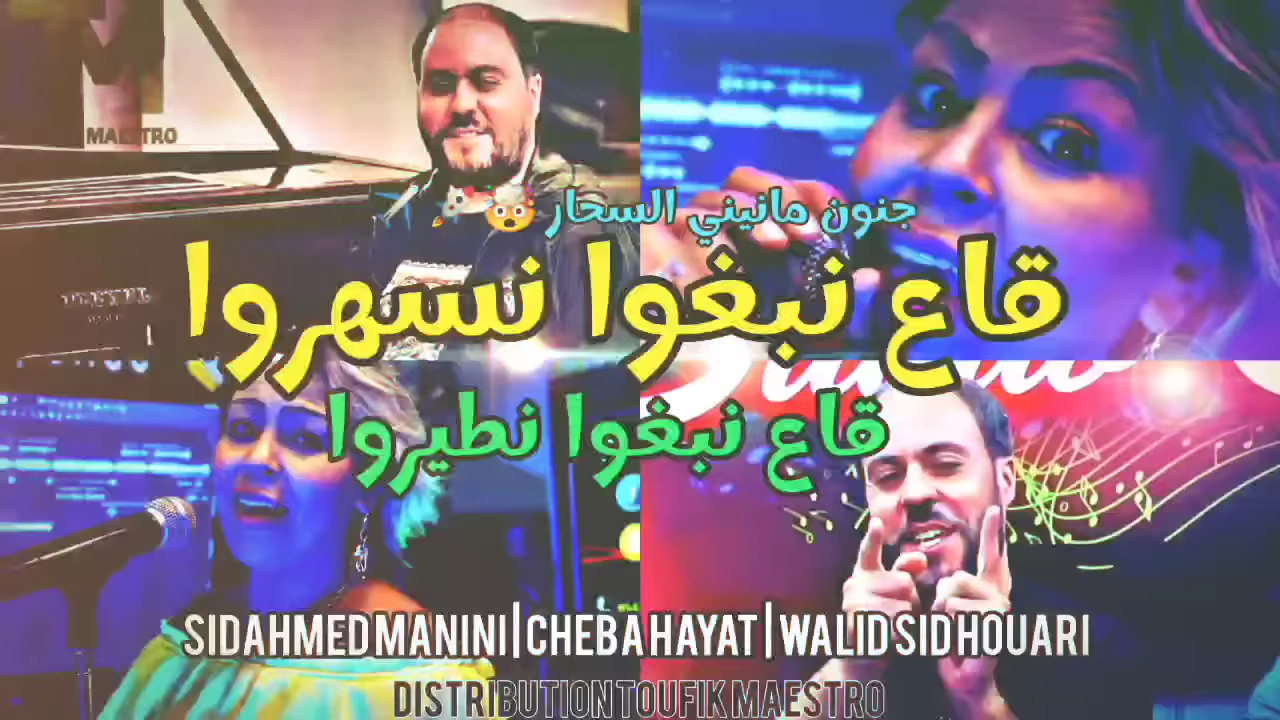 MAESTRO
جنون مانيني السحار 🤯
قاع نبغوا نسهروا
قاع نبغوا نطيروا
SIDAHMED MANINI | CHEBA HAYAT | WALID SID HOUARI
DISTRIBUTION TOUFIK MAESTRO